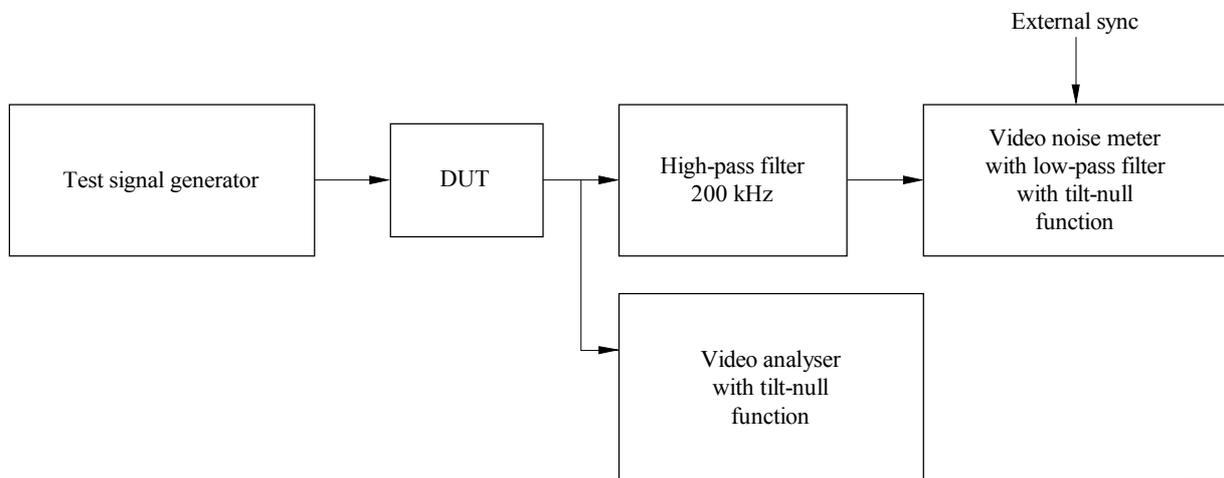 External sync
Test signal generator
DUT
High-pass filter
200 kHz
Video noise meter
with low-pass filter
with tilt-null
function
Video analyser
with tilt-null
function